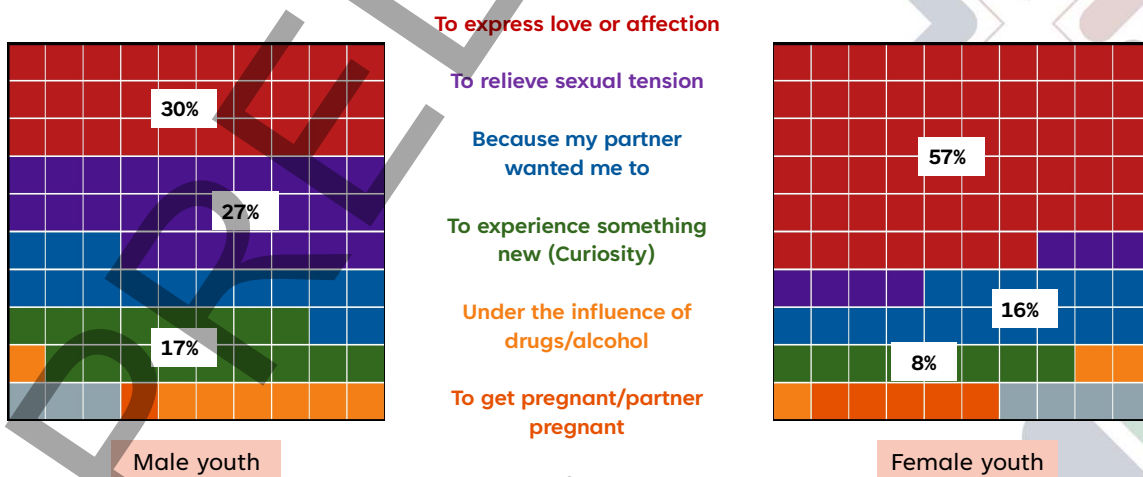 To express love or affection
To relieve sexual tension
Because my partner
wanted me to
To experience something
new (Curiosity)
Under the influence of
drugs/alcohol
To get pregnant/partner
pregnant
30%
27%
17%
Male youth
57%
16%
8%
Female youth